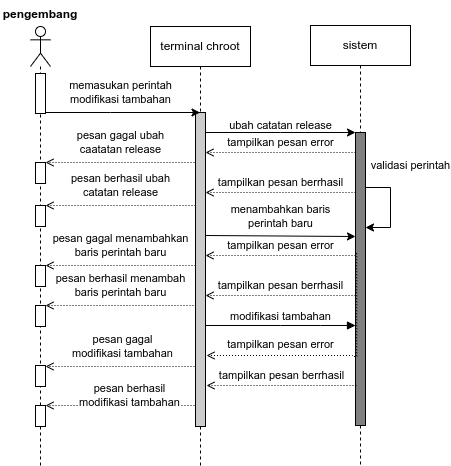 pengembang
terminal chroot
sistem
memasukan perintah
modifikasi tambahan
ubah catatan release
pesan gagal ubah
caatatan release
tampilkan pesan error
validasi perintah
pesan berhasil ubah
catatan release
tampilkan pesan berrhasil
menambahkan baris
perintah baru
pesan gagal menambahkan
baris perintah baru
tampilkan pesan error
pesan berhasil menambah
baris perintah baru
tampilkan pesan berrhasil
modifikasi tambahan
pesan gagal
modifikasi tambahan
tampilkan pesan error
tampilkan pesan berrhasil
pesan berhasil
modifikasi tambahan